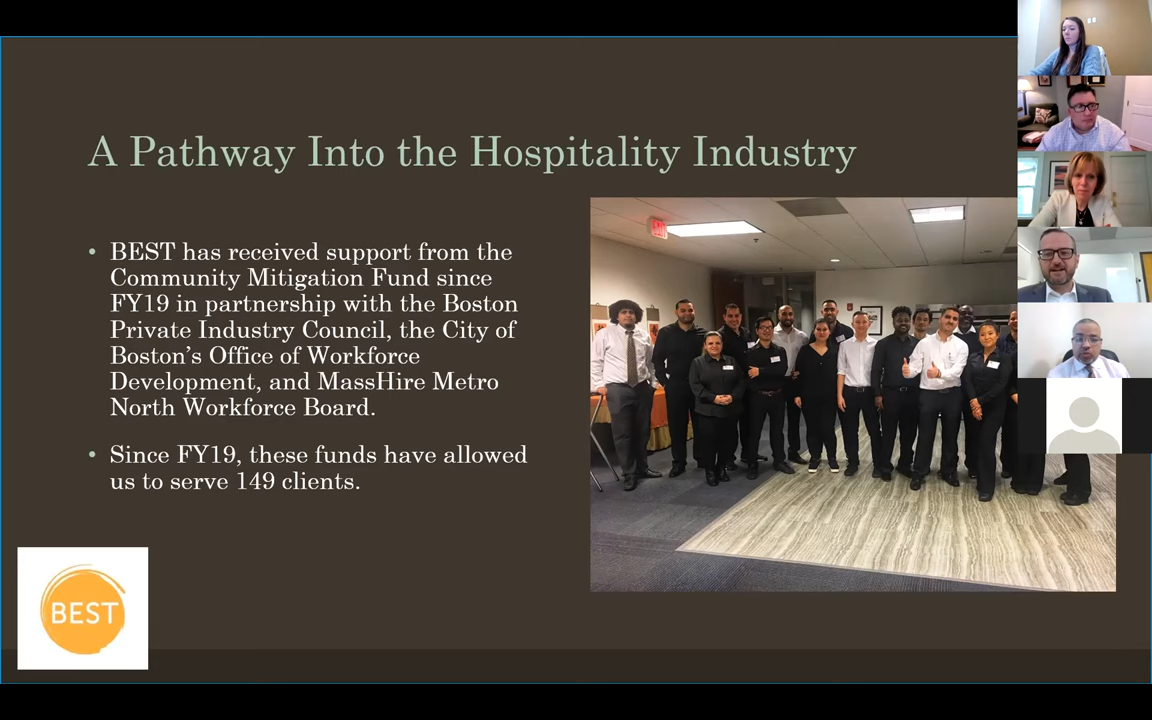 A Pathway Into the Hospitality Industry
• BEST has received support from the
Community Mitigation Fund since
FY19 in partnership with the Boston
Private Industry Council, the City of
Boston's Office of Workforce
Development, and MassHire Metro
North Workforce Board.
• Since FY19, these funds have allowed
us to serve 149 clients.
BEST
EXIT